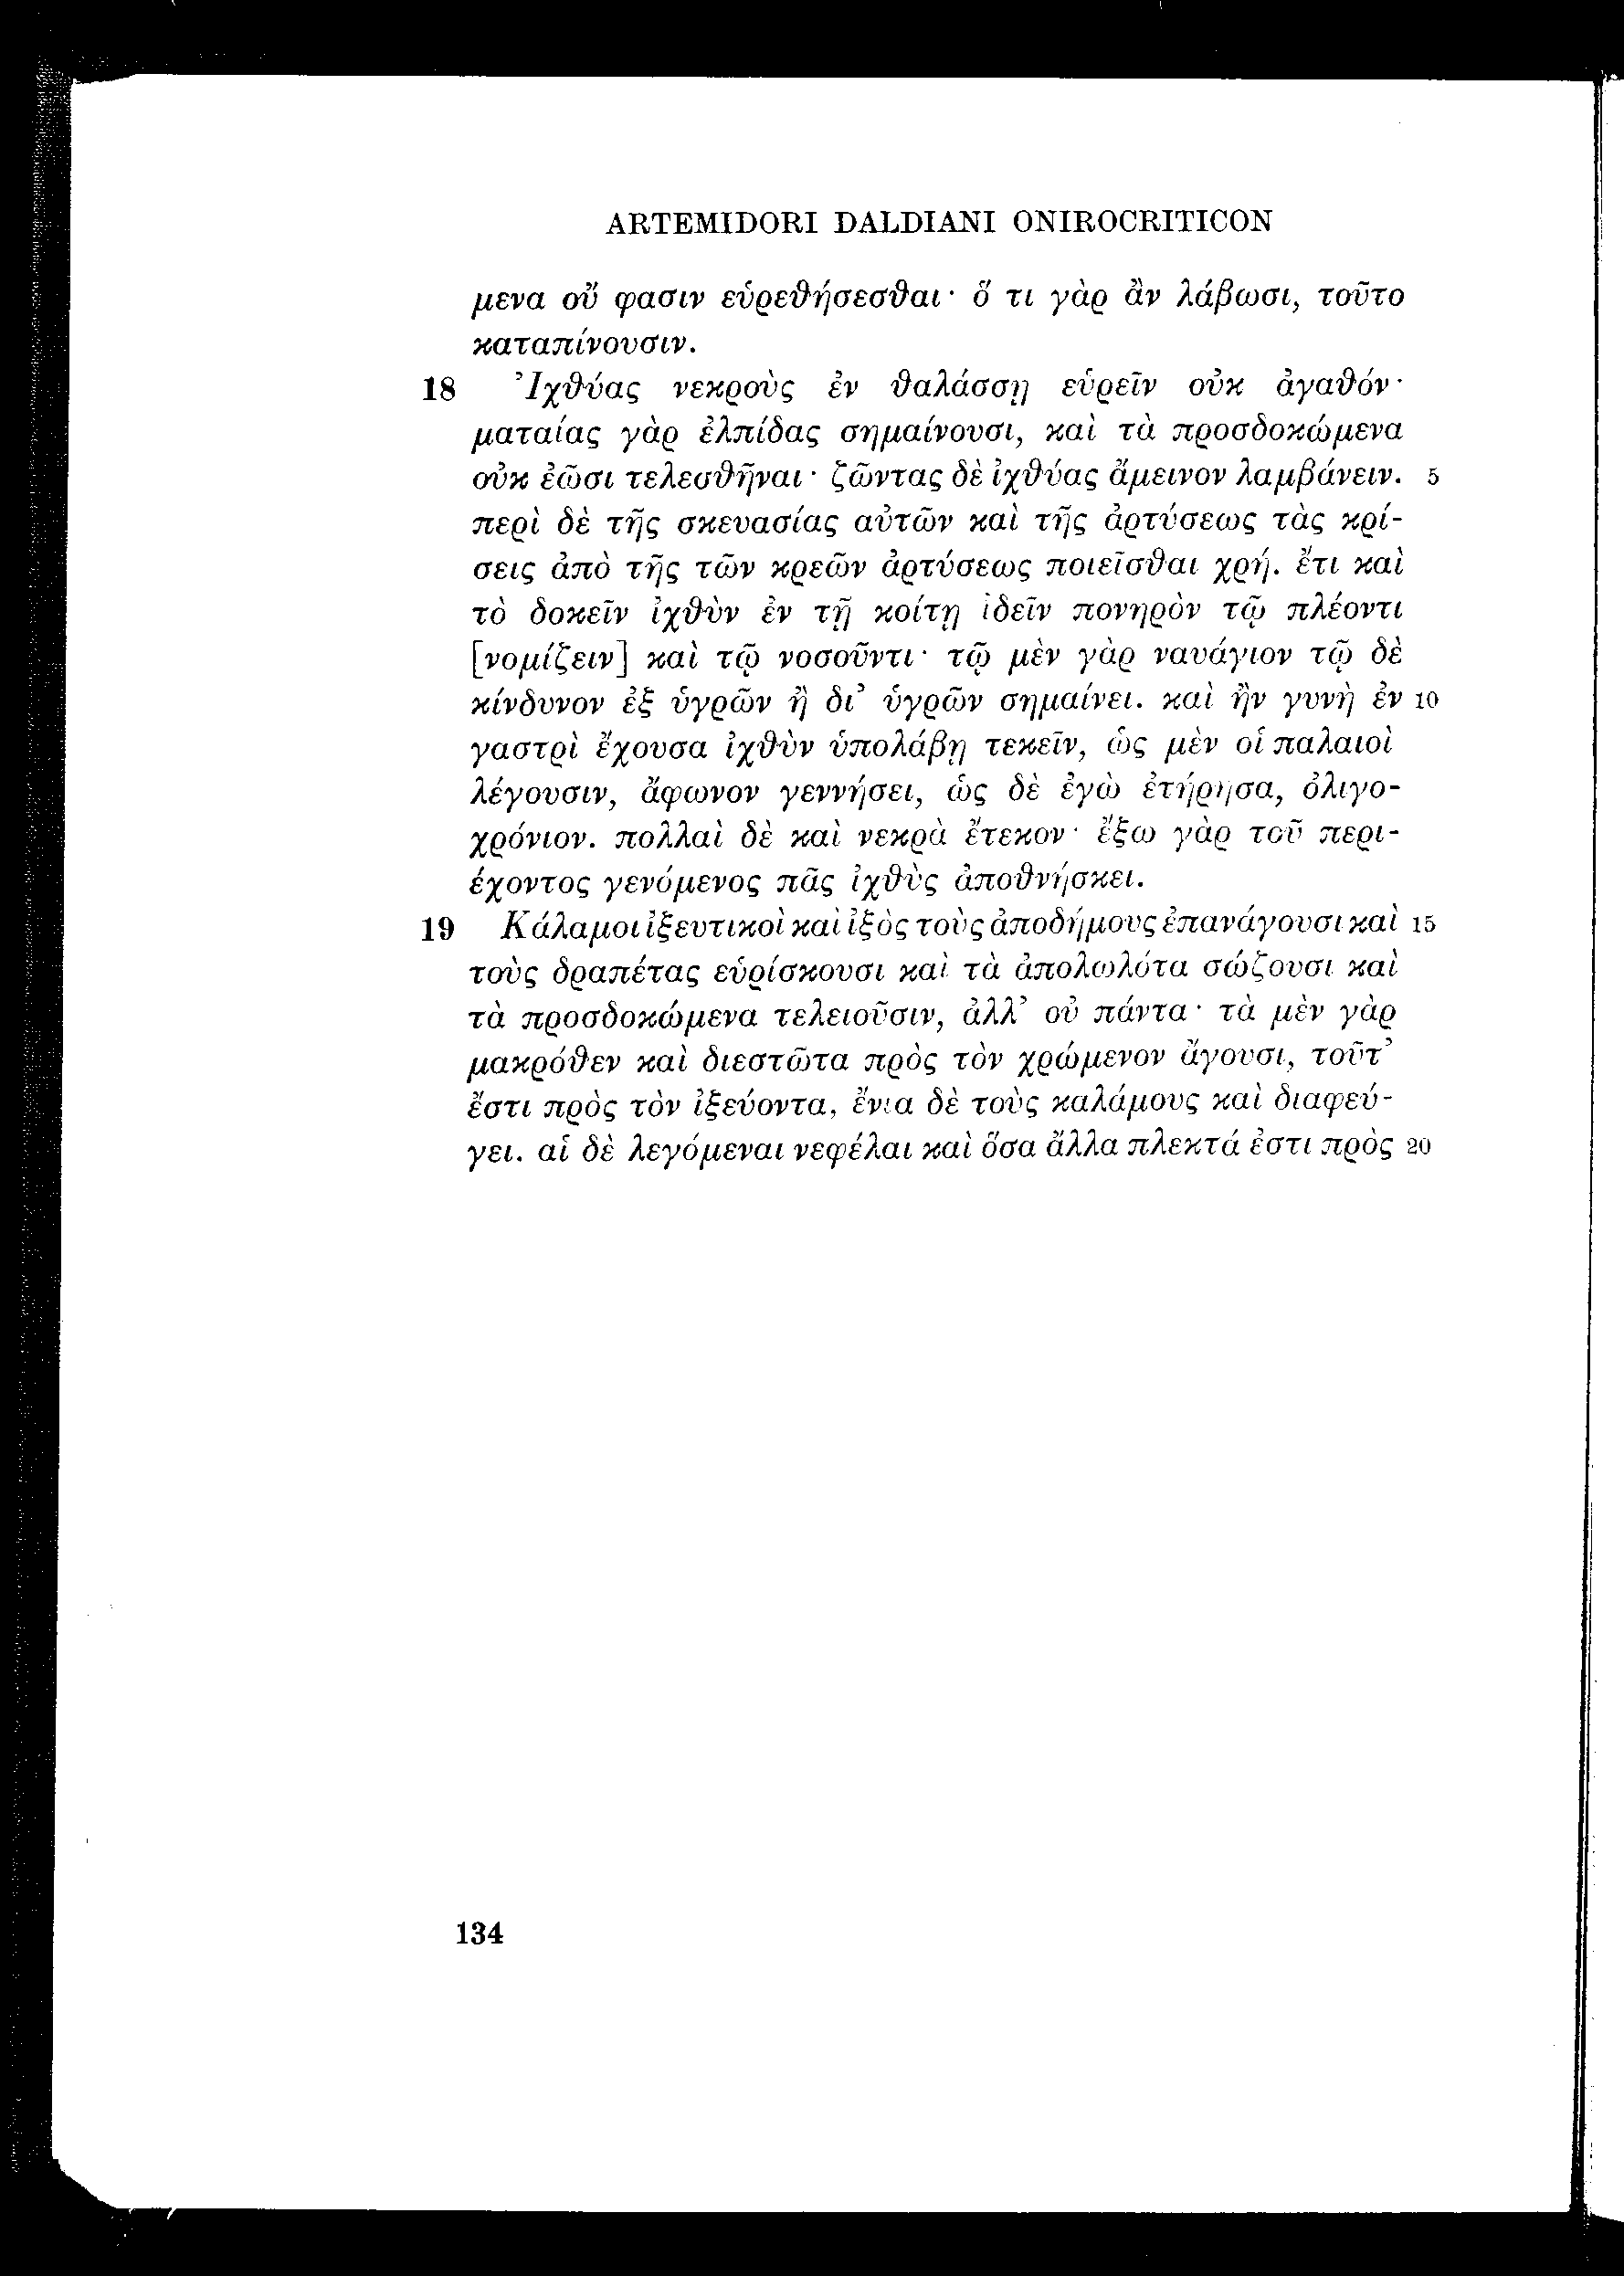 ARTEMIDORI DALDIANI ONIROCRITICON
μενα οὔ φασιν εὑρεθήσεσθαι· ὅ τι γὰρ ἂν λάβωσι, τοῦτο
καταπίνουσιν.
18 Ἰχθύας νεκροὺς ἐν θαλάσσῃ εὑρεῖν οὐκ ἀγαθόν·
ματαίας γὰρ ἐλπίδας σημαίνουσι, καὶ τὰ προσδοκώμενα
οὐκ ἐῶσι τελεσθῆναι· ζῶντας δὲ ἰχθύας ἄμεινον λαμβάνειν. 5
περὶ δὲ τῆς σκευασίας αὐτῶν καὶ τῆς ἀρτύσεως τὰς κρί-
σεις ἀπὸ τῆς τῶν κρεῶν ἀρτύσεως ποιεῖσθαι χρή. ἔτι καὶ
τὸ δοκεῖν ἰχθὺν ἐν τῇ κοίτῃ ἰδεῖν πονηρὸν τῷ πλέοντι
[νομίζειν] καὶ τῷ νοσοῦντι· τῷ μὲν γὰρ ναυάγιον τῷ δὲ
κίνδυνον ἐξ ὑγρῶν ἢ δι’ ὑγρῶν σημαίνει. καὶ ἢν γυνὴ ἐν 10
γαστρὶ ἔχουσα ἰχθὺν ὑπολάβῃ τεκεῖν, ὡς μὲν οἱ παλαιοὶ
λέγουσιν, ἄφωνον γεννήσει, ὡς δὲ ἐγὼ ἐτήρησα, ὀλιγο-
χρόνιον. πολλαὶ δὲ καὶ νεκρὰ ἔτεκον· ἔξω γὰρ τοῦ περι-
έχοντος γενόμενος πᾶς ἰχθὺς ἀποθνήσκει.
19 Κάλαμοι ἰξευτικοὶ καὶ ἰξὸς τοὺς ἀποδήμους ἐπανάγουσι καὶ 15
τοὺς δραπέτας εὑρίσκουσι καὶ τὰ ἀπολωλότα σώζουσι καὶ
τὰ προσδοκώμενα τελειοῦσιν, ἀλλ’ οὐ πάντα· τὰ μὲν γὰρ
μακρόθεν καὶ διεστῶτα πρὸς τὸν χρώμενον ἄγουσι, τοῦτ’
ἔστι πρὸς τὸν ἰξεύοντα, ἔνια δὲ τοὺς καλάμους καὶ διαφεύ-
γει. αἱ δὲ λεγόμεναι νεφέλαι καὶ ὅσα ἄλλα πλεκτά ἐστι πρὸς 20
134